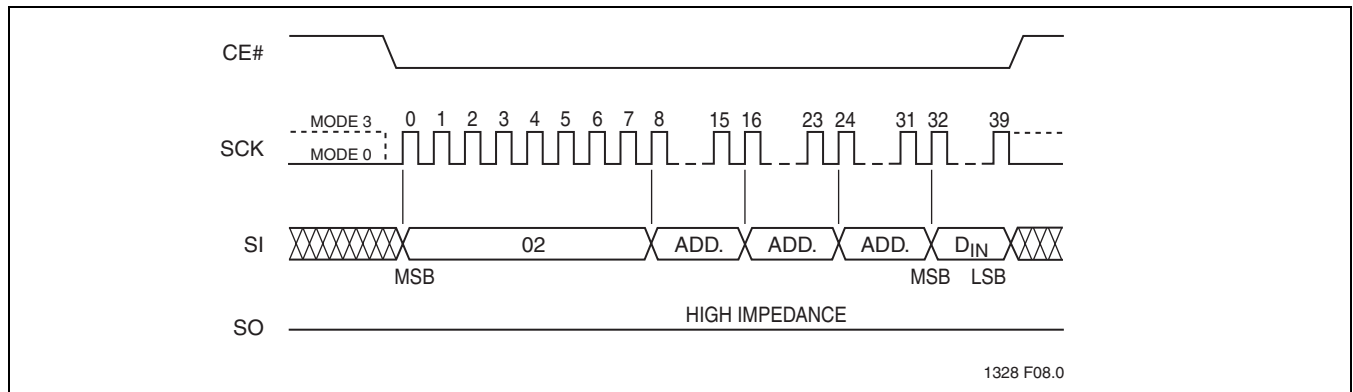 CE#
MODE 3
0 1 2 3 4 5 6 7 8 15 16 23 24 31 32 39
SCK
MODE 0
SI 02 ADD. ADD. ADD. DIN
MSB MSB LSB
HIGH IMPEDANCE
SO
1328 F08.0